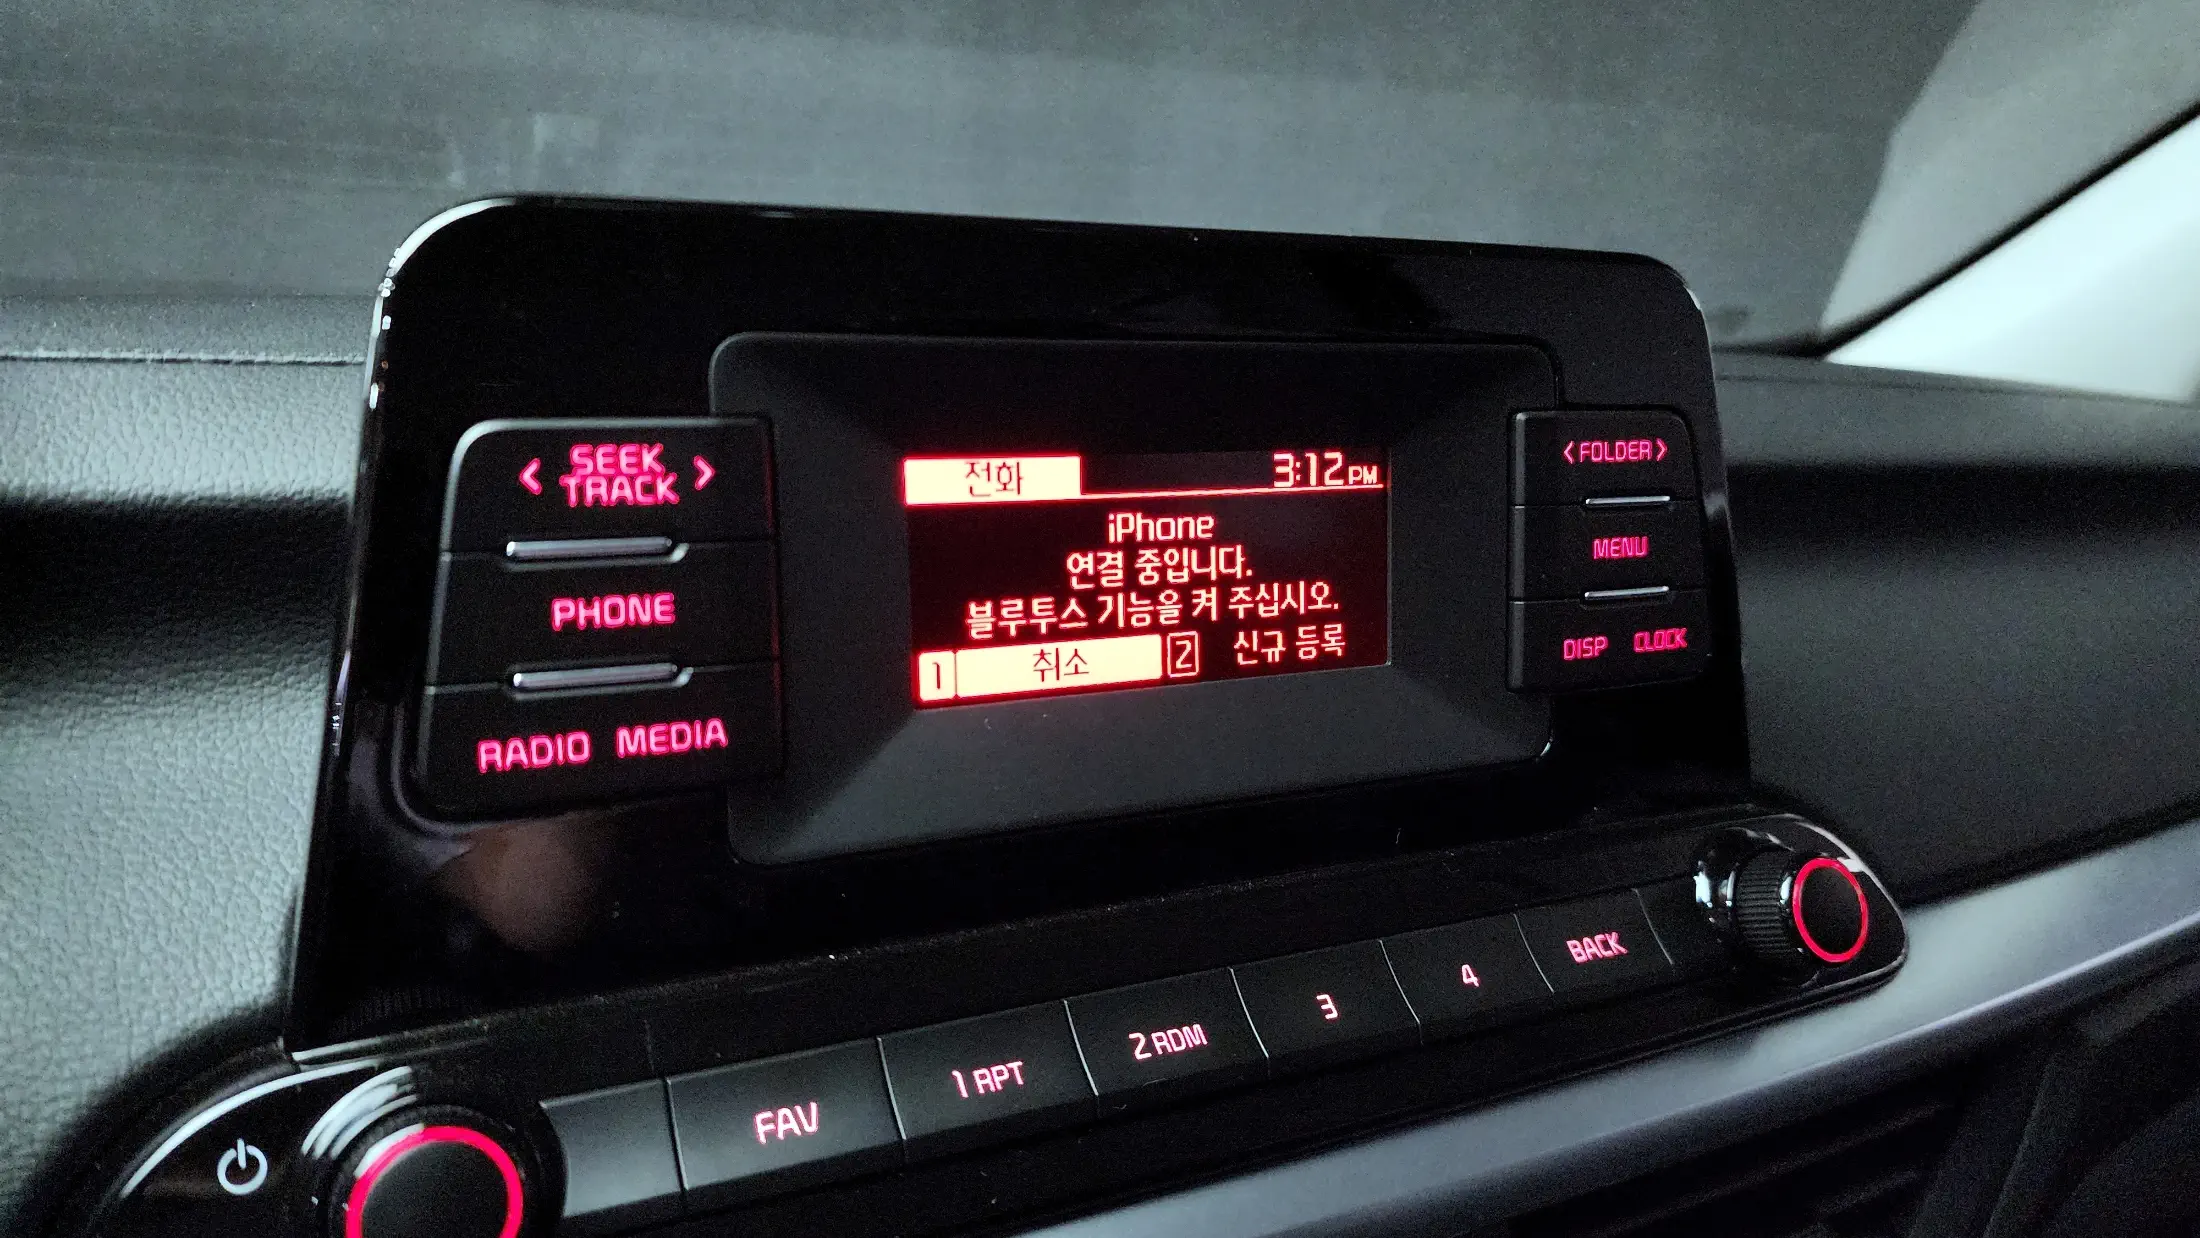 < SEEK TRACK >
PHONE
RADIO MEDIA
전화 3:12PM
iPhone
연결 중입니다.
블루투스 기능을 켜 주십시오.
1 취소 2 신규 등록
<FOLDER>
MENU
DISP CLOCK
FAV 1 RPT 2 RDM 3 4 BACK